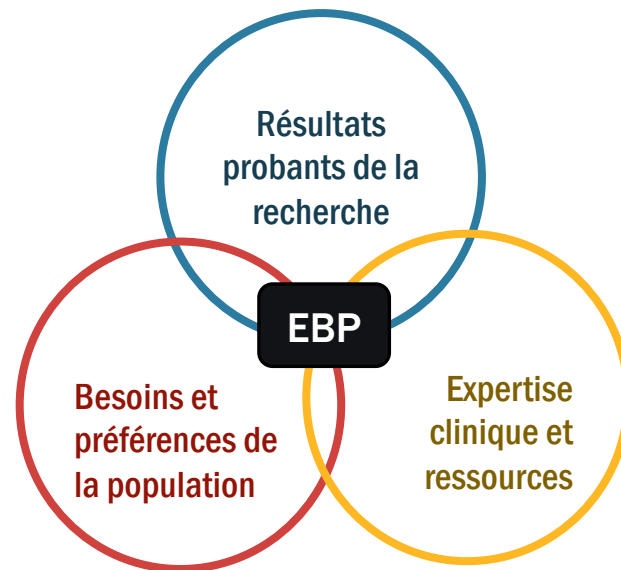 Résultats
probants de la
recherche
EBP
Besoins et
préférences de
la population
Expertise
clinique et
ressources